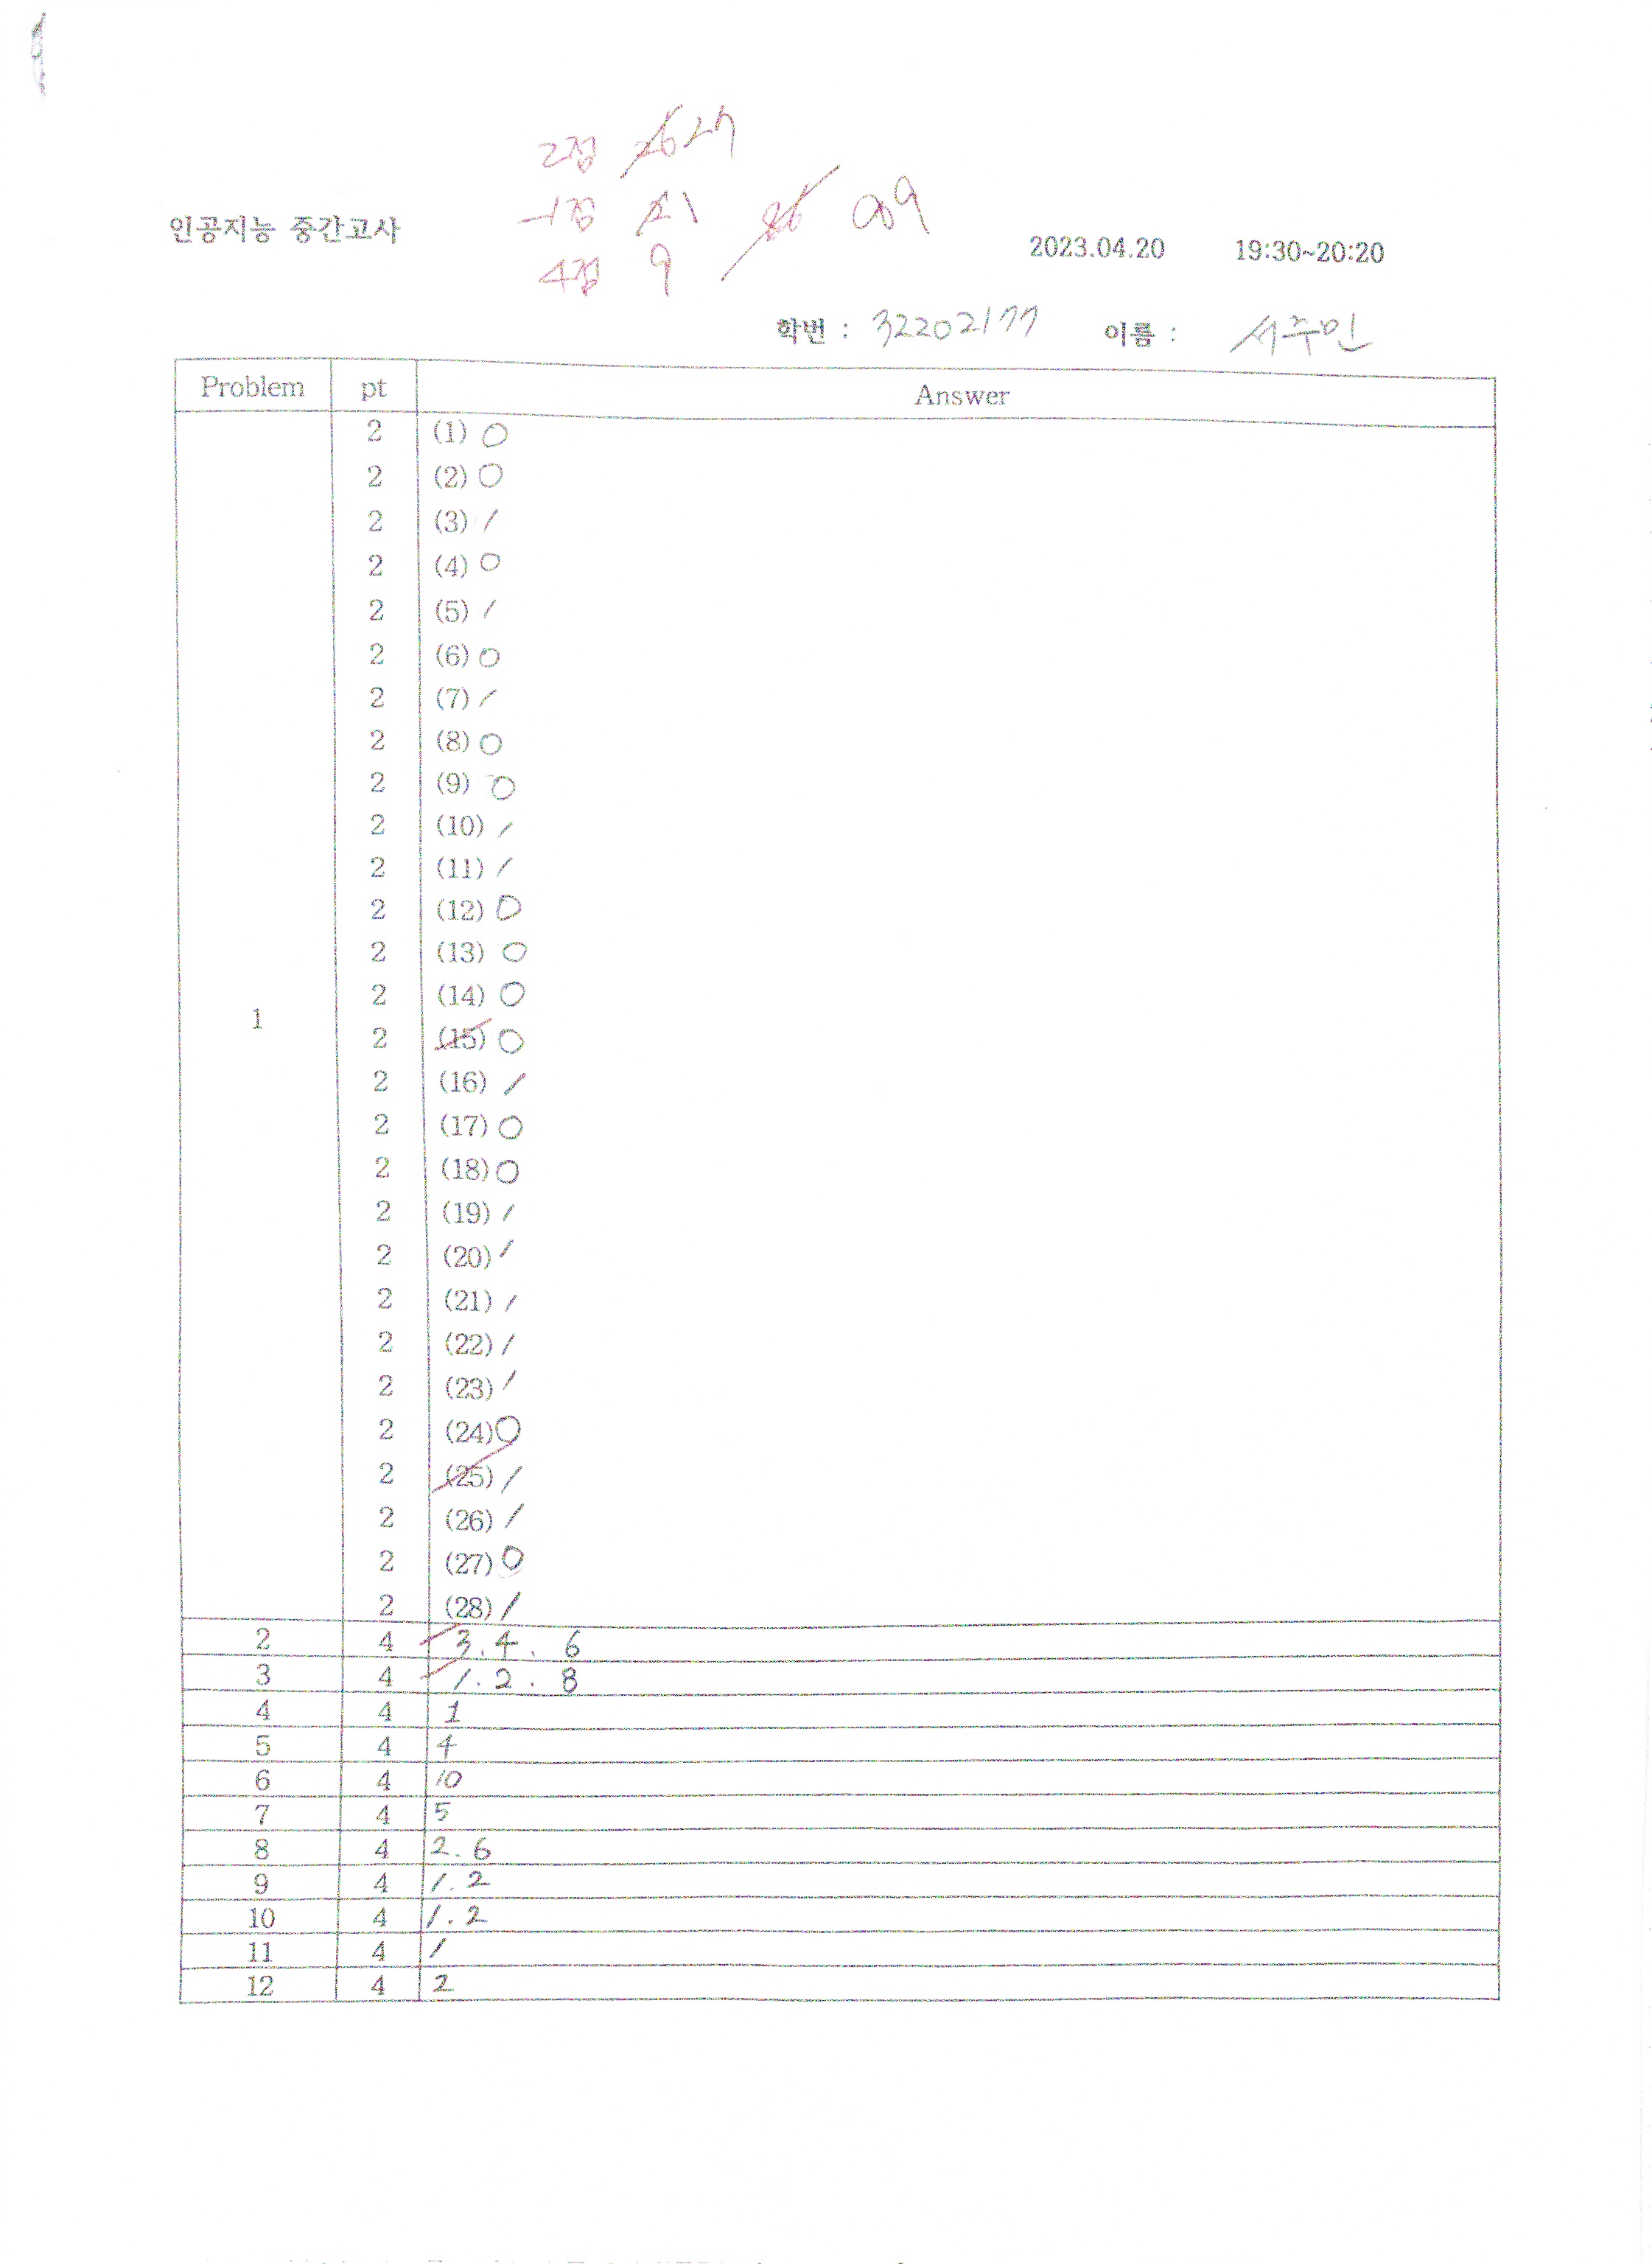 2점 26 27
-1점 2 1 86 89
4점 9
인공지능 중간고사
2023.04.20 19:30~20:20
학번 : 32202177 이름 : 서주민
Problem pt Answer
2 (1) O
2 (2) O
2 (3) /
2 (4) O
2 (5) /
2 (6) O
2 (7) /
2 (8) O
2 (9) O
2 (10) /
2 (11) /
2 (12) O
2 (13) O
2 (14) O
1
2 (15) O
2 (16) /
2 (17) O
2 (18) O
2 (19) /
2 (20) /
2 (21) /
2 (22) /
2 (23) /
2 (24) O
2 (25) /
2 (26) /
2 (27) O
2 (28) /
2 4 3. 4. 6
3 4 1. 2. 8
4 4 1
5 4 4
6 4 10
7 4 5
8 4 2. 6
9 4 1. 2
10 4 1. 2
11 4 /
12 4 2